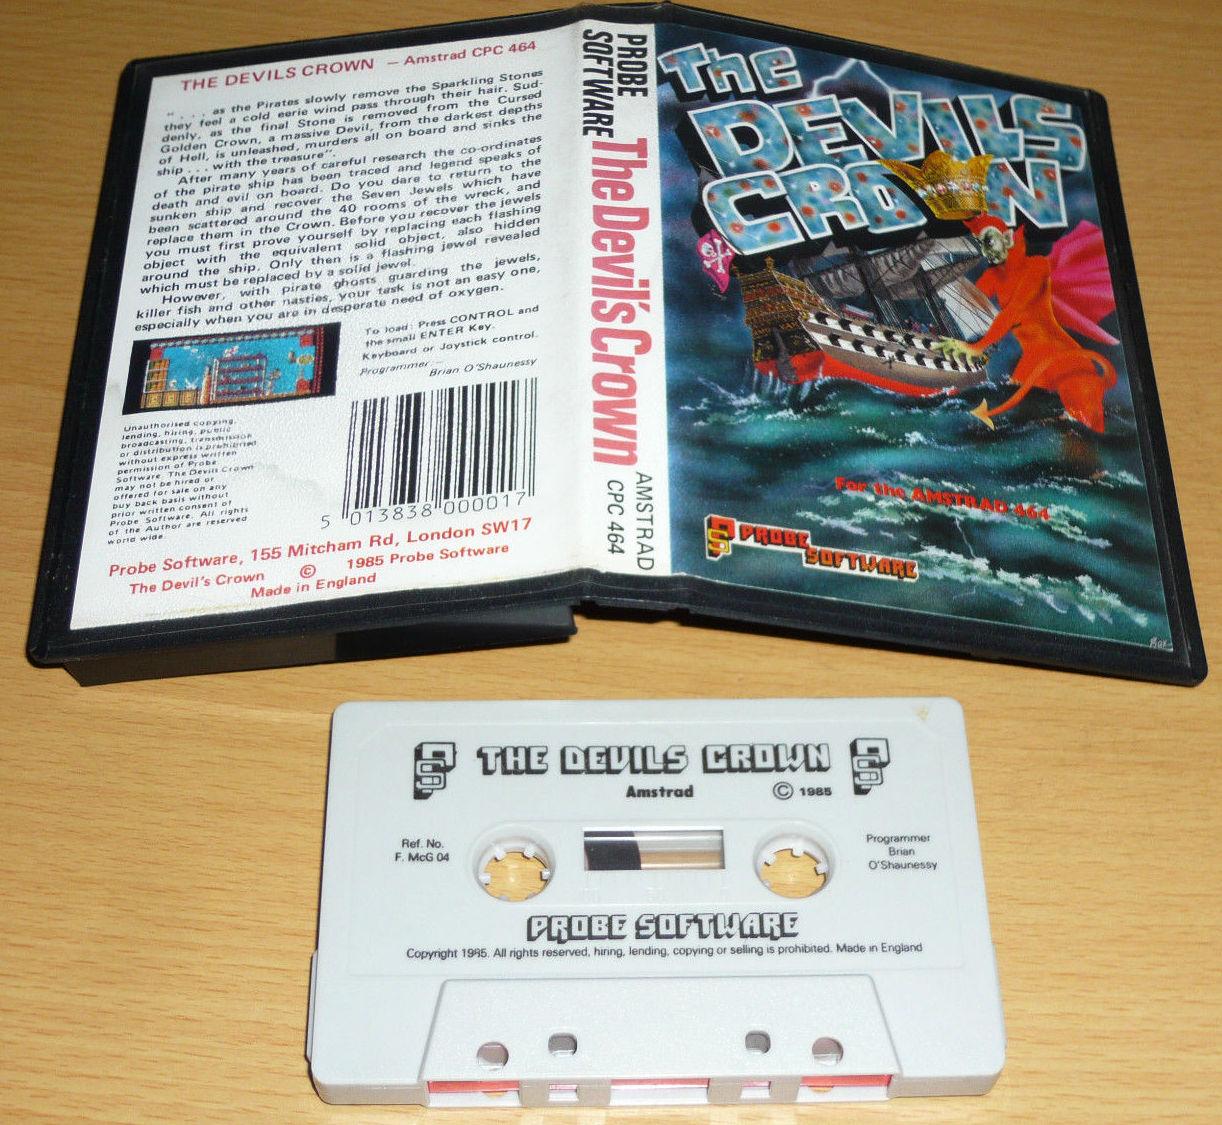 THE DEVILS CROWN — Amstrad CPC 464
". . . as the Pirates slowly remove the Sparkling Stones
they feel a cold eerie wind pass through their hair. Sud-
denly, as the final Stone is removed from the Cursed
Golden Crown, a massive Devil, from the darkest depths
of Hell, is unleashed, murders all on board and sinks the
ship . . . with the treasure".
After many years of careful research the co-ordinates
of the pirate ship has been traced and legend speaks of
death and evil on board. Do you dare to return to the
sunken ship and recover the Seven Jewels which have
been scattered around the 40 rooms of the wreck, and
replace them in the Crown. Before you recover the jewels
you must first prove yourself by replacing each flashing
object with the equivalent solid object, also hidden
around the ship. Only then is a flashing jewel revealed
which must be replaced by a solid jewel.
However, with pirate ghosts guarding the jewels,
killer fish and other nasties, your task is not an easy one,
especially when you are in desperate need of oxygen.
To load: Press CONTROL and
the small ENTER Key.
Keyboard or Joystick control.
Programmer:—
Brian O'Shaunessy
Unauthorised copying,
lending, hiring, public
broadcasting, transmission
or distribution is prohibited
without express written
permission of Probe
Software. The Devils Crown
may not be hired or
offered for sale on any
buy back basis without
prior written consent of
Probe Software. All rights
of the Author are reserved
world wide.
5 013838 000017
Probe Software, 155 Mitcham Rd, London SW17
The Devil's Crown © 1985 Probe Software
Made in England
PROBE
SOFTWARE
The Devil's Crown
AMSTRAD
CPC 464
The
DEVILS
CROWN
For the AMSTRAD 464
PS PROBE
SOFTWARE
PS THE DEVILS CROWN PS
Amstrad © 1985
Ref. No.
F. McG 04
Programmer
Brian
O'Shaunessy
PROBE SOFTWARE
Copyright 1985. All rights reserved, hiring, lending, copying or selling is prohibited. Made in England